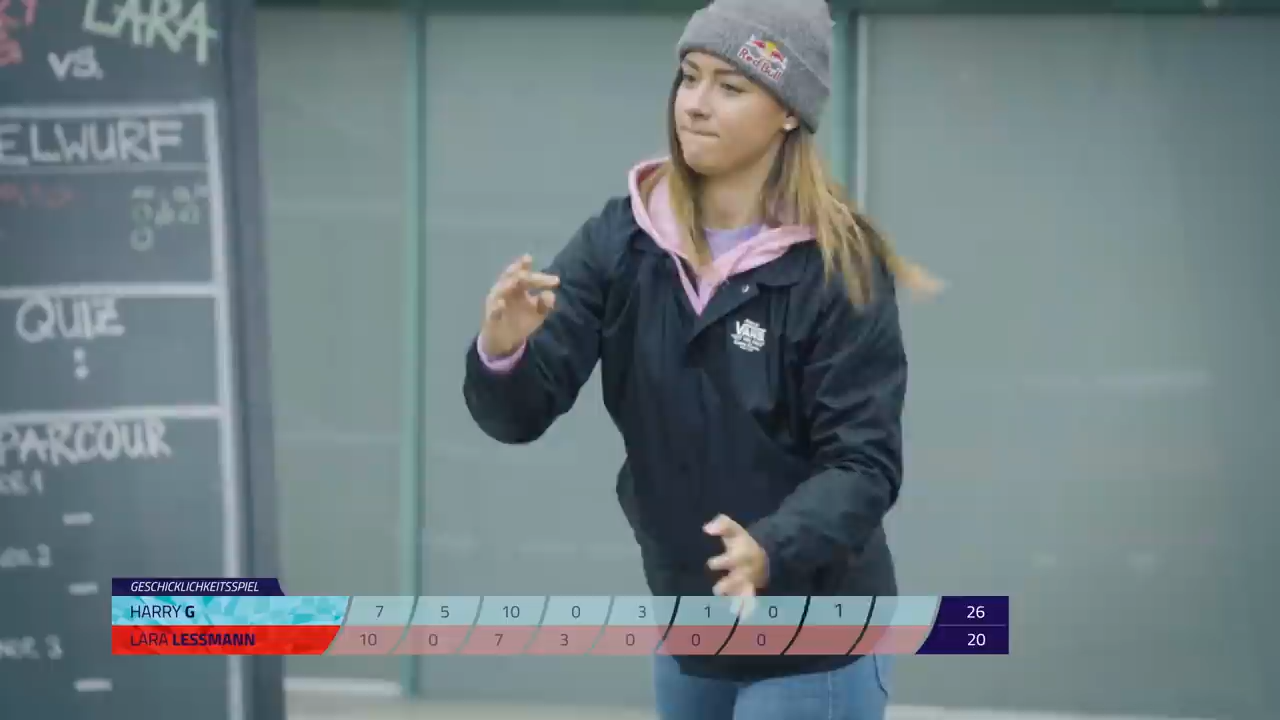 LARA
vs.
ELWURF
QUIZ
PARCOUR
Red Bull
VANS
GESCHICKLICHKEITSSPIEL
HARRY G 7 5 10 0 3 1 0 1 26
LARA LESSMANN 10 0 7 3 0 0 0 20